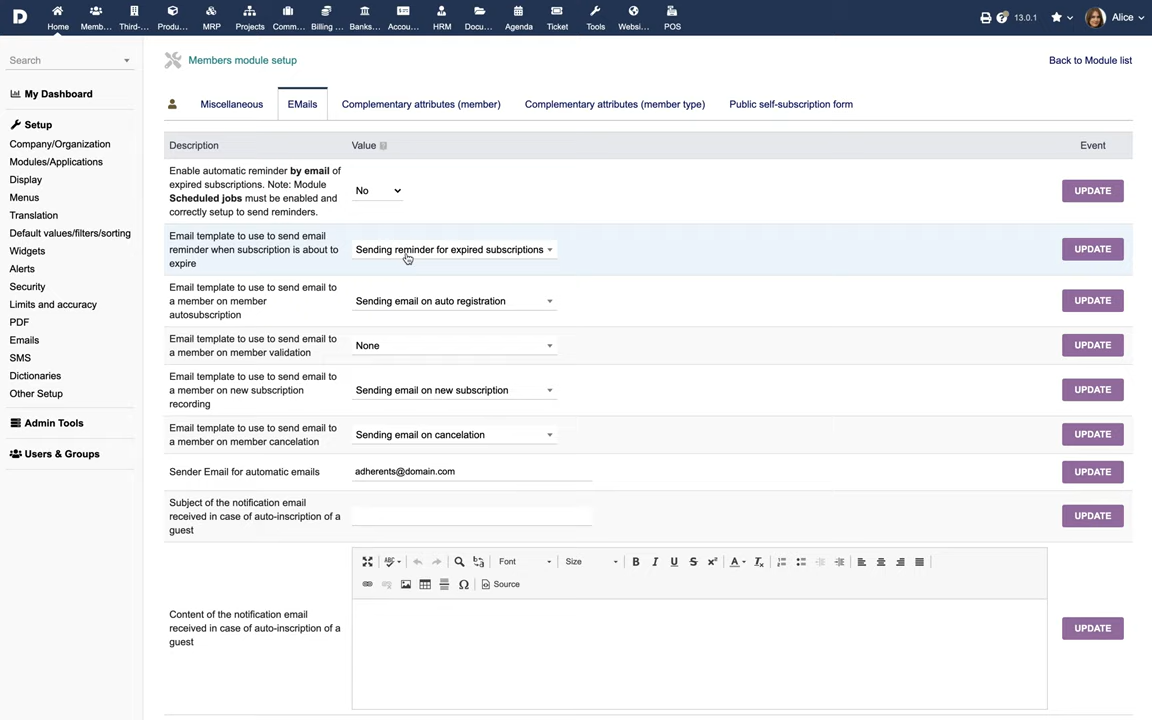 D
Home
Memb...
Third-...
Produ...
MRP
Projects
Comm...
Billing ...
Banks...
Accou...
HRM
Docu...
Agenda
Ticket
Tools
Websi...
POS
13.0.1
Alice
Search
My Dashboard
Setup
Company/Organization
Modules/Applications
Display
Menus
Translation
Default values/filters/sorting
Widgets
Alerts
Security
Limits and accuracy
PDF
Emails
SMS
Dictionaries
Other Setup
Admin Tools
Users & Groups
Members module setup
Back to Module list
Miscellaneous
EMails
Complementary attributes (member)
Complementary attributes (member type)
Public self-subscription form
Description
Value
Event
Enable automatic reminder by email of
expired subscriptions. Note: Module
Scheduled jobs must be enabled and
correctly setup to send reminders.
No
UPDATE
Email template to use to send email
reminder when subscription is about to
expire
Sending reminder for expired subscriptions
UPDATE
Email template to use to send email to
a member on member
autosubscription
Sending email on auto registration
UPDATE
Email template to use to send email to
a member on member validation
None
UPDATE
Email template to use to send email to
a member on new subscription
recording
Sending email on new subscription
UPDATE
Email template to use to send email to
a member on member cancelation
Sending email on cancelation
UPDATE
Sender Email for automatic emails
adherents@domain.com
UPDATE
Subject of the notification email
received in case of auto-inscription of a
guest
UPDATE
Font
Size
B I U S x² A Tx
Ω
Source
Content of the notification email
received in case of auto-inscription of a
guest
UPDATE